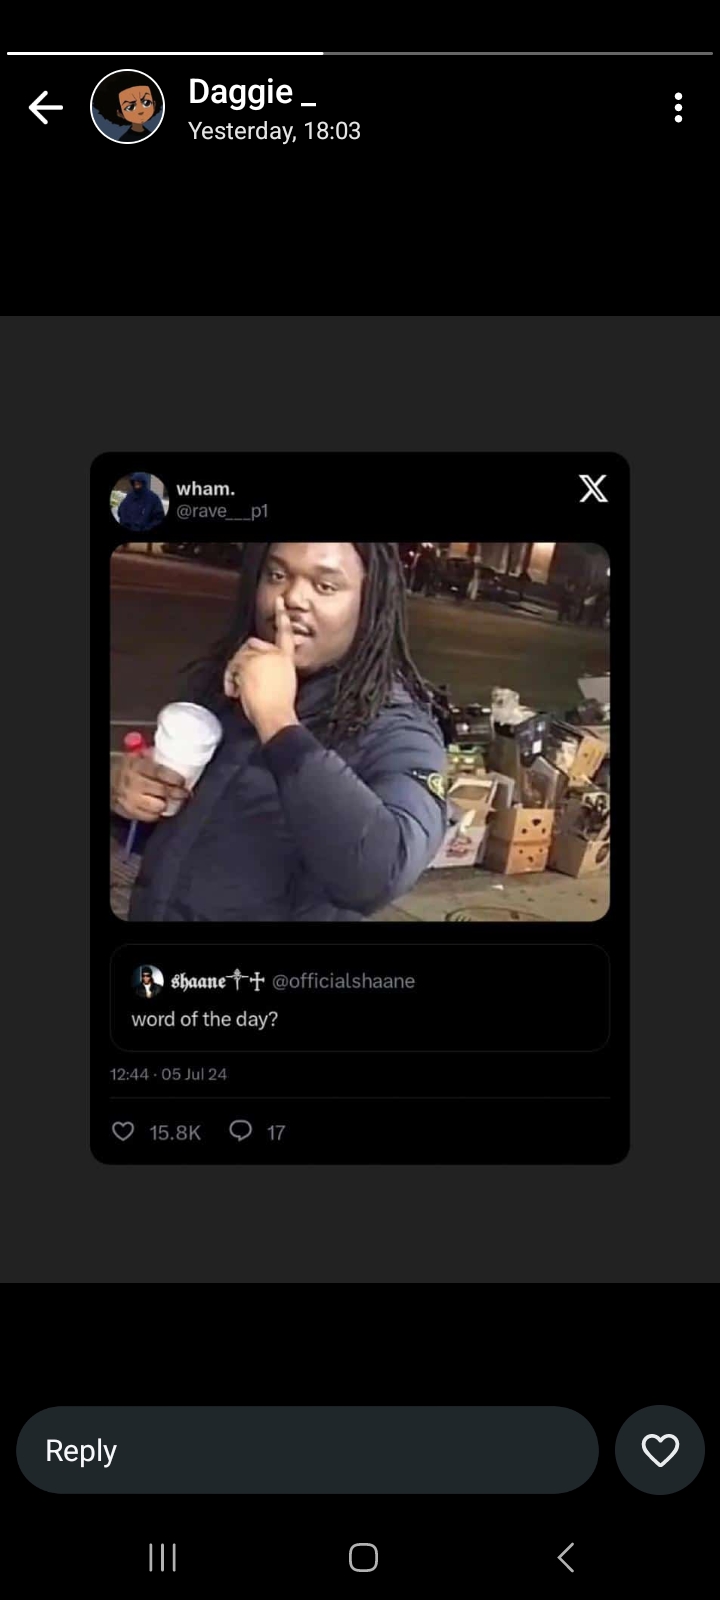 Daggie _
Yesterday, 18:03
wham.
@rave___p1
𝖘𝖍𝖆𝖆𝖓𝖊༒☩ @officialshaane
word of the day?
12:44 · 05 Jul 24
15.8K 17
Reply